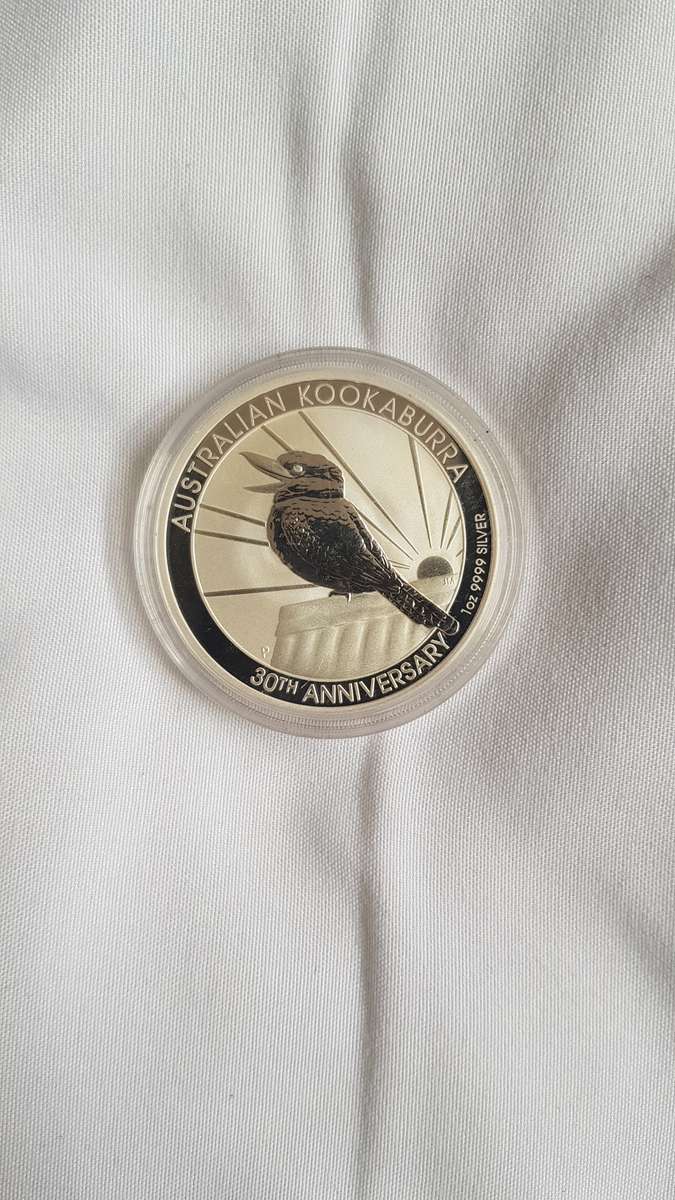 AUSTRALIAN KOOKABURRA
1oz 9999 SILVER
30TH ANNIVERSARY
P